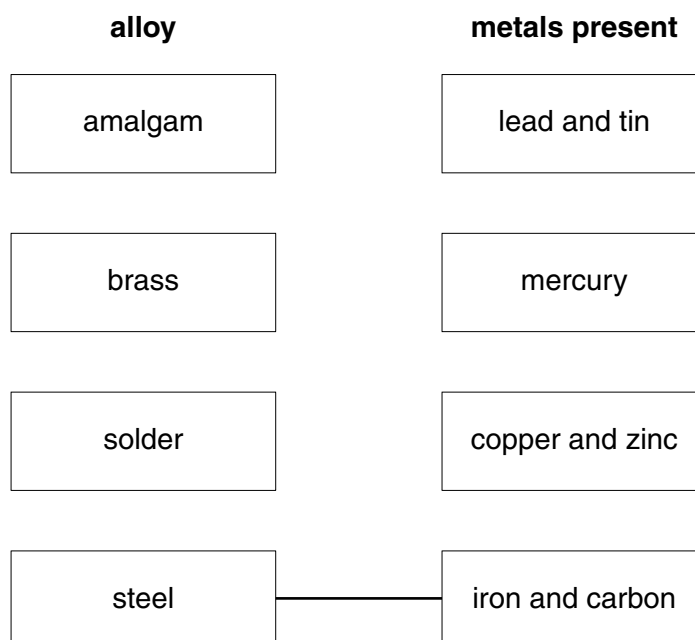 alloy metals present
amalgam lead and tin
brass mercury
solder copper and zinc
steel iron and carbon